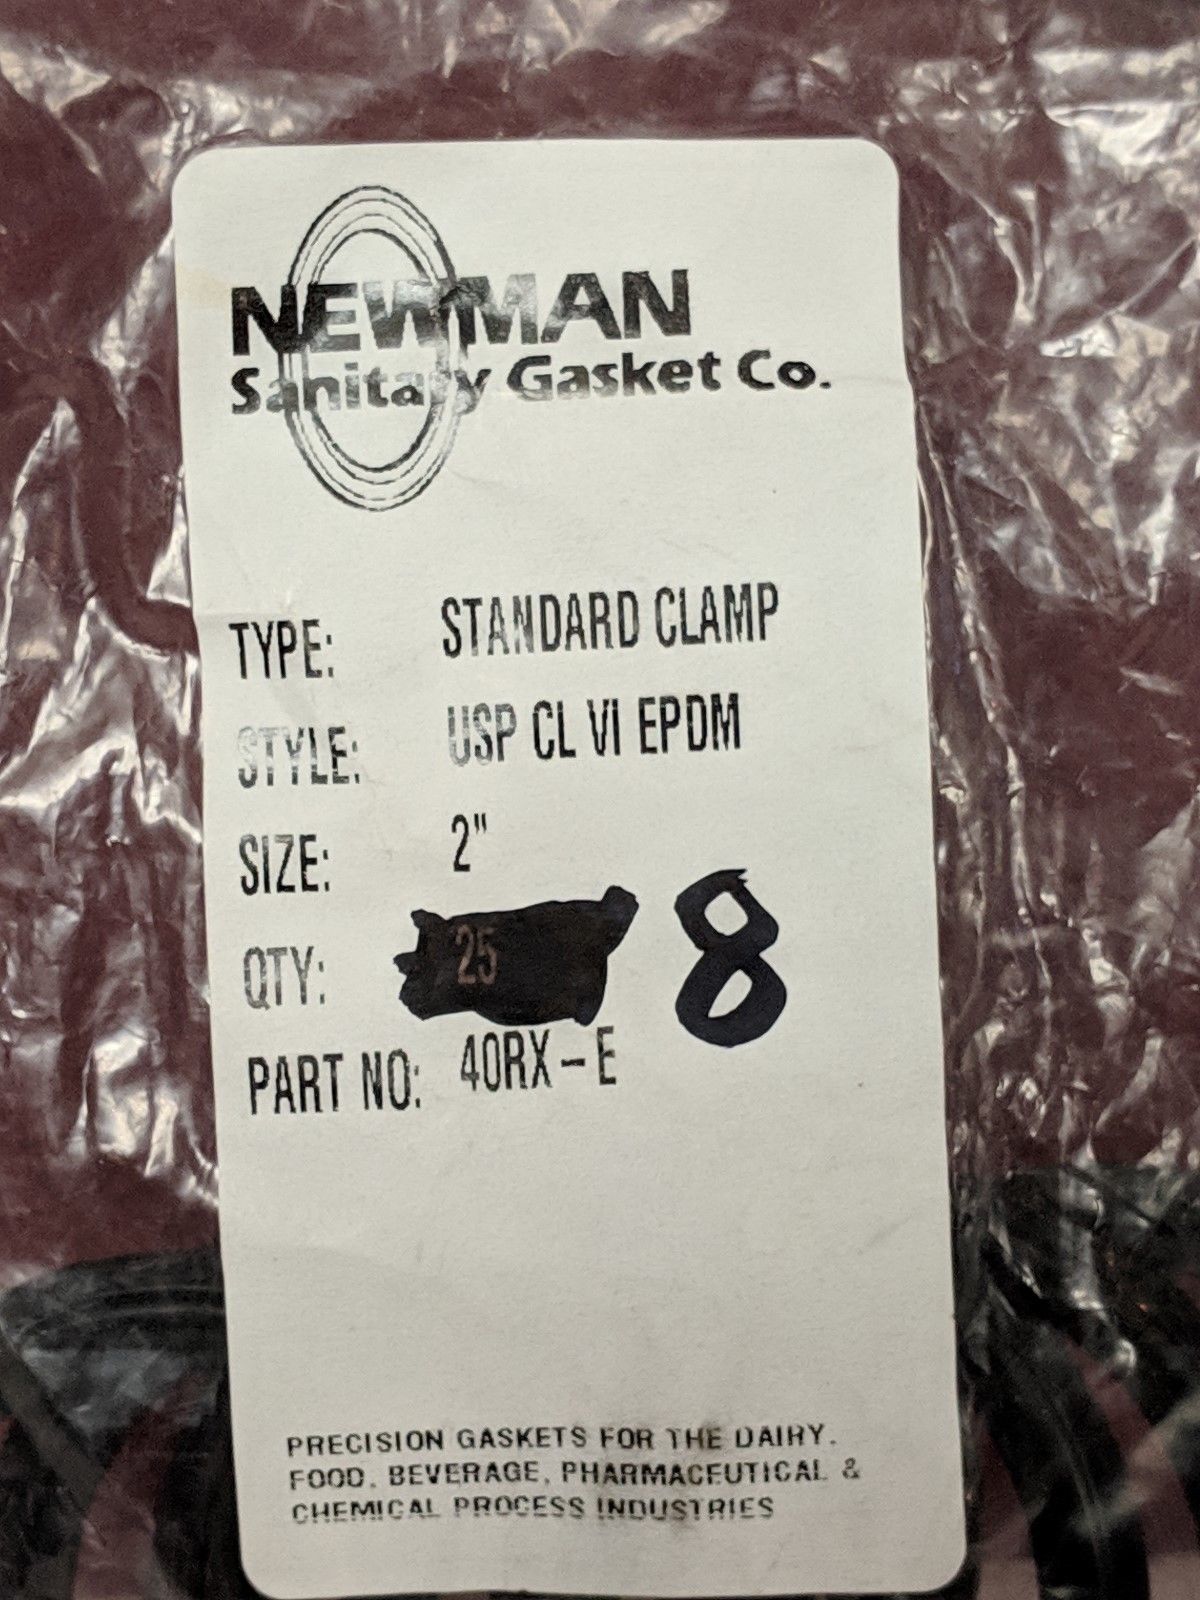 NEWMAN
Sanitary Gasket Co.
TYPE: STANDARD CLAMP
STYLE: USP CL VI EPDM
SIZE: 2"
QTY: 25 8
PART NO: 40RX-E
PRECISION GASKETS FOR THE DAIRY,
FOOD, BEVERAGE, PHARMACEUTICAL &
CHEMICAL PROCESS INDUSTRIES